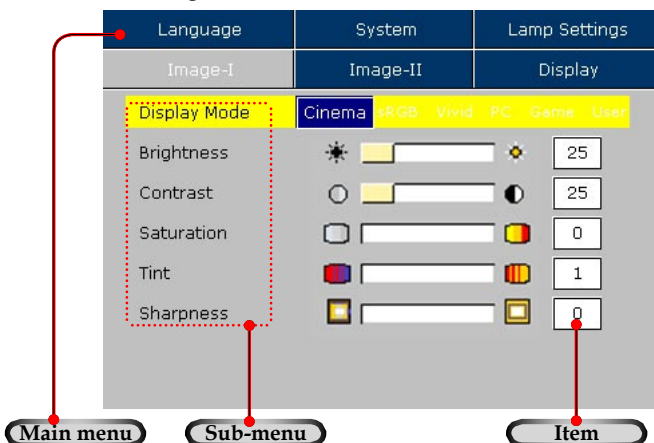 Language System Lamp Settings
Image-I Image-II Display
Display Mode Cinema sRGB Vivid PC Game User
Brightness 25
Contrast 25
Saturation 0
Tint 1
Sharpness 0
Main menu Sub-menu Item